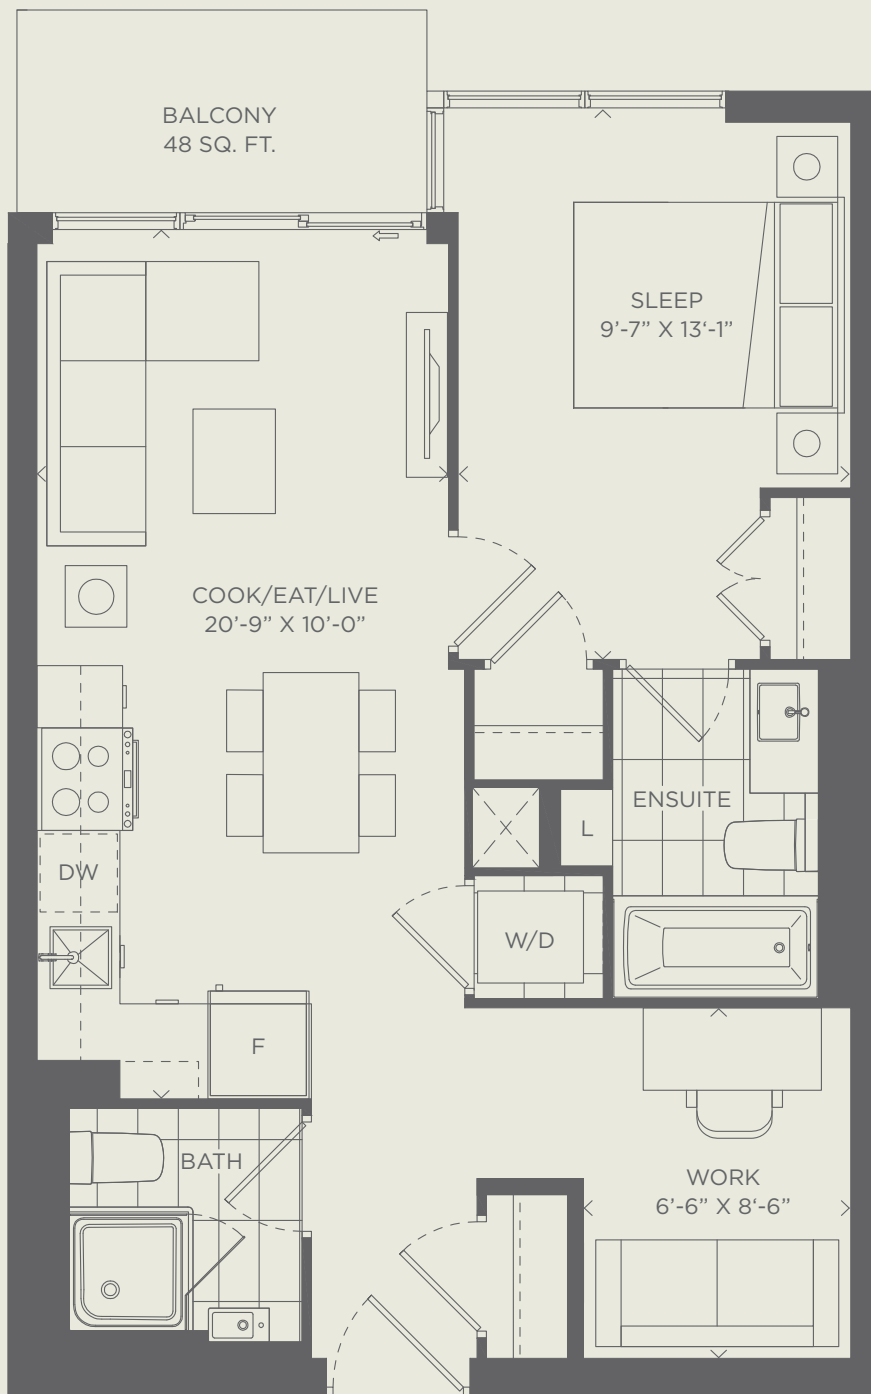 BALCONY
48 SQ. FT.
SLEEP
9’-7” X 13‘-1”
COOK/EAT/LIVE
20’-9” X 10’-0”
ENSUITE
L
DW
W/D
F
BATH
WORK
6’-6” X 8‘-6”